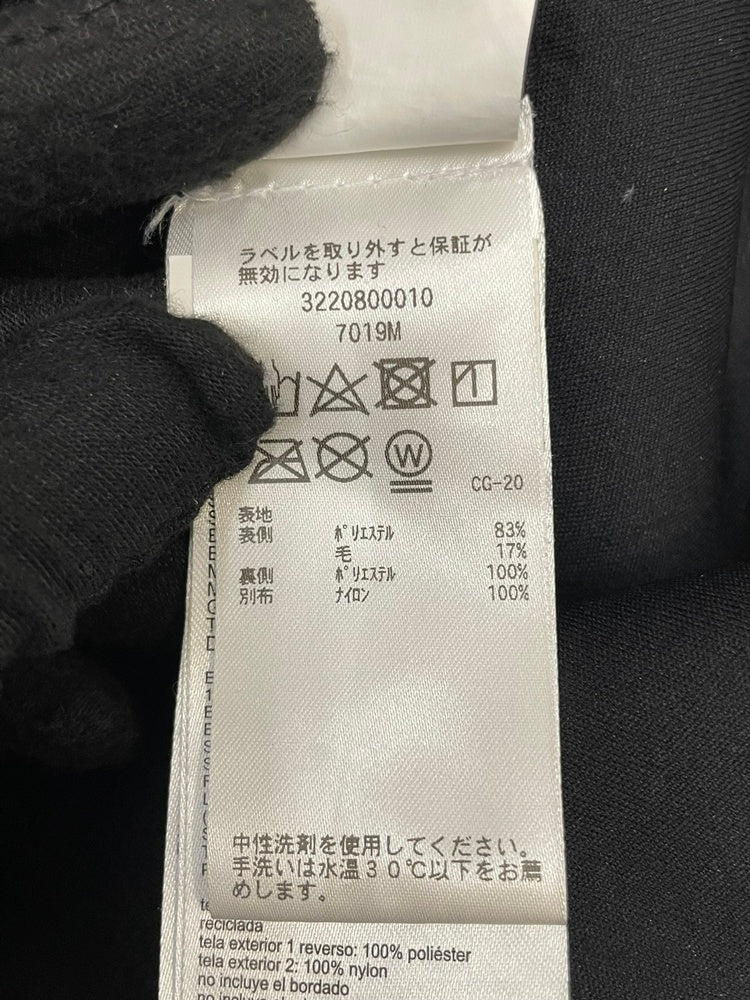 ラベルを取り外すと保証が
無効になります
3220800010
7019M
W
CG-20
表地
表側 ﾎﾟﾘｴｽﾃﾙ 83%
毛 17%
裏側 ﾎﾟﾘｴｽﾃﾙ 100%
別布 ﾅｲﾛﾝ 100%
中性洗剤を使用してください。
手洗いは水温30℃以下をお薦
めします。
reciclada
tela exterior 1 reverso: 100% poliéster
tela exterior 2: 100% nylon
no incluye el bordado